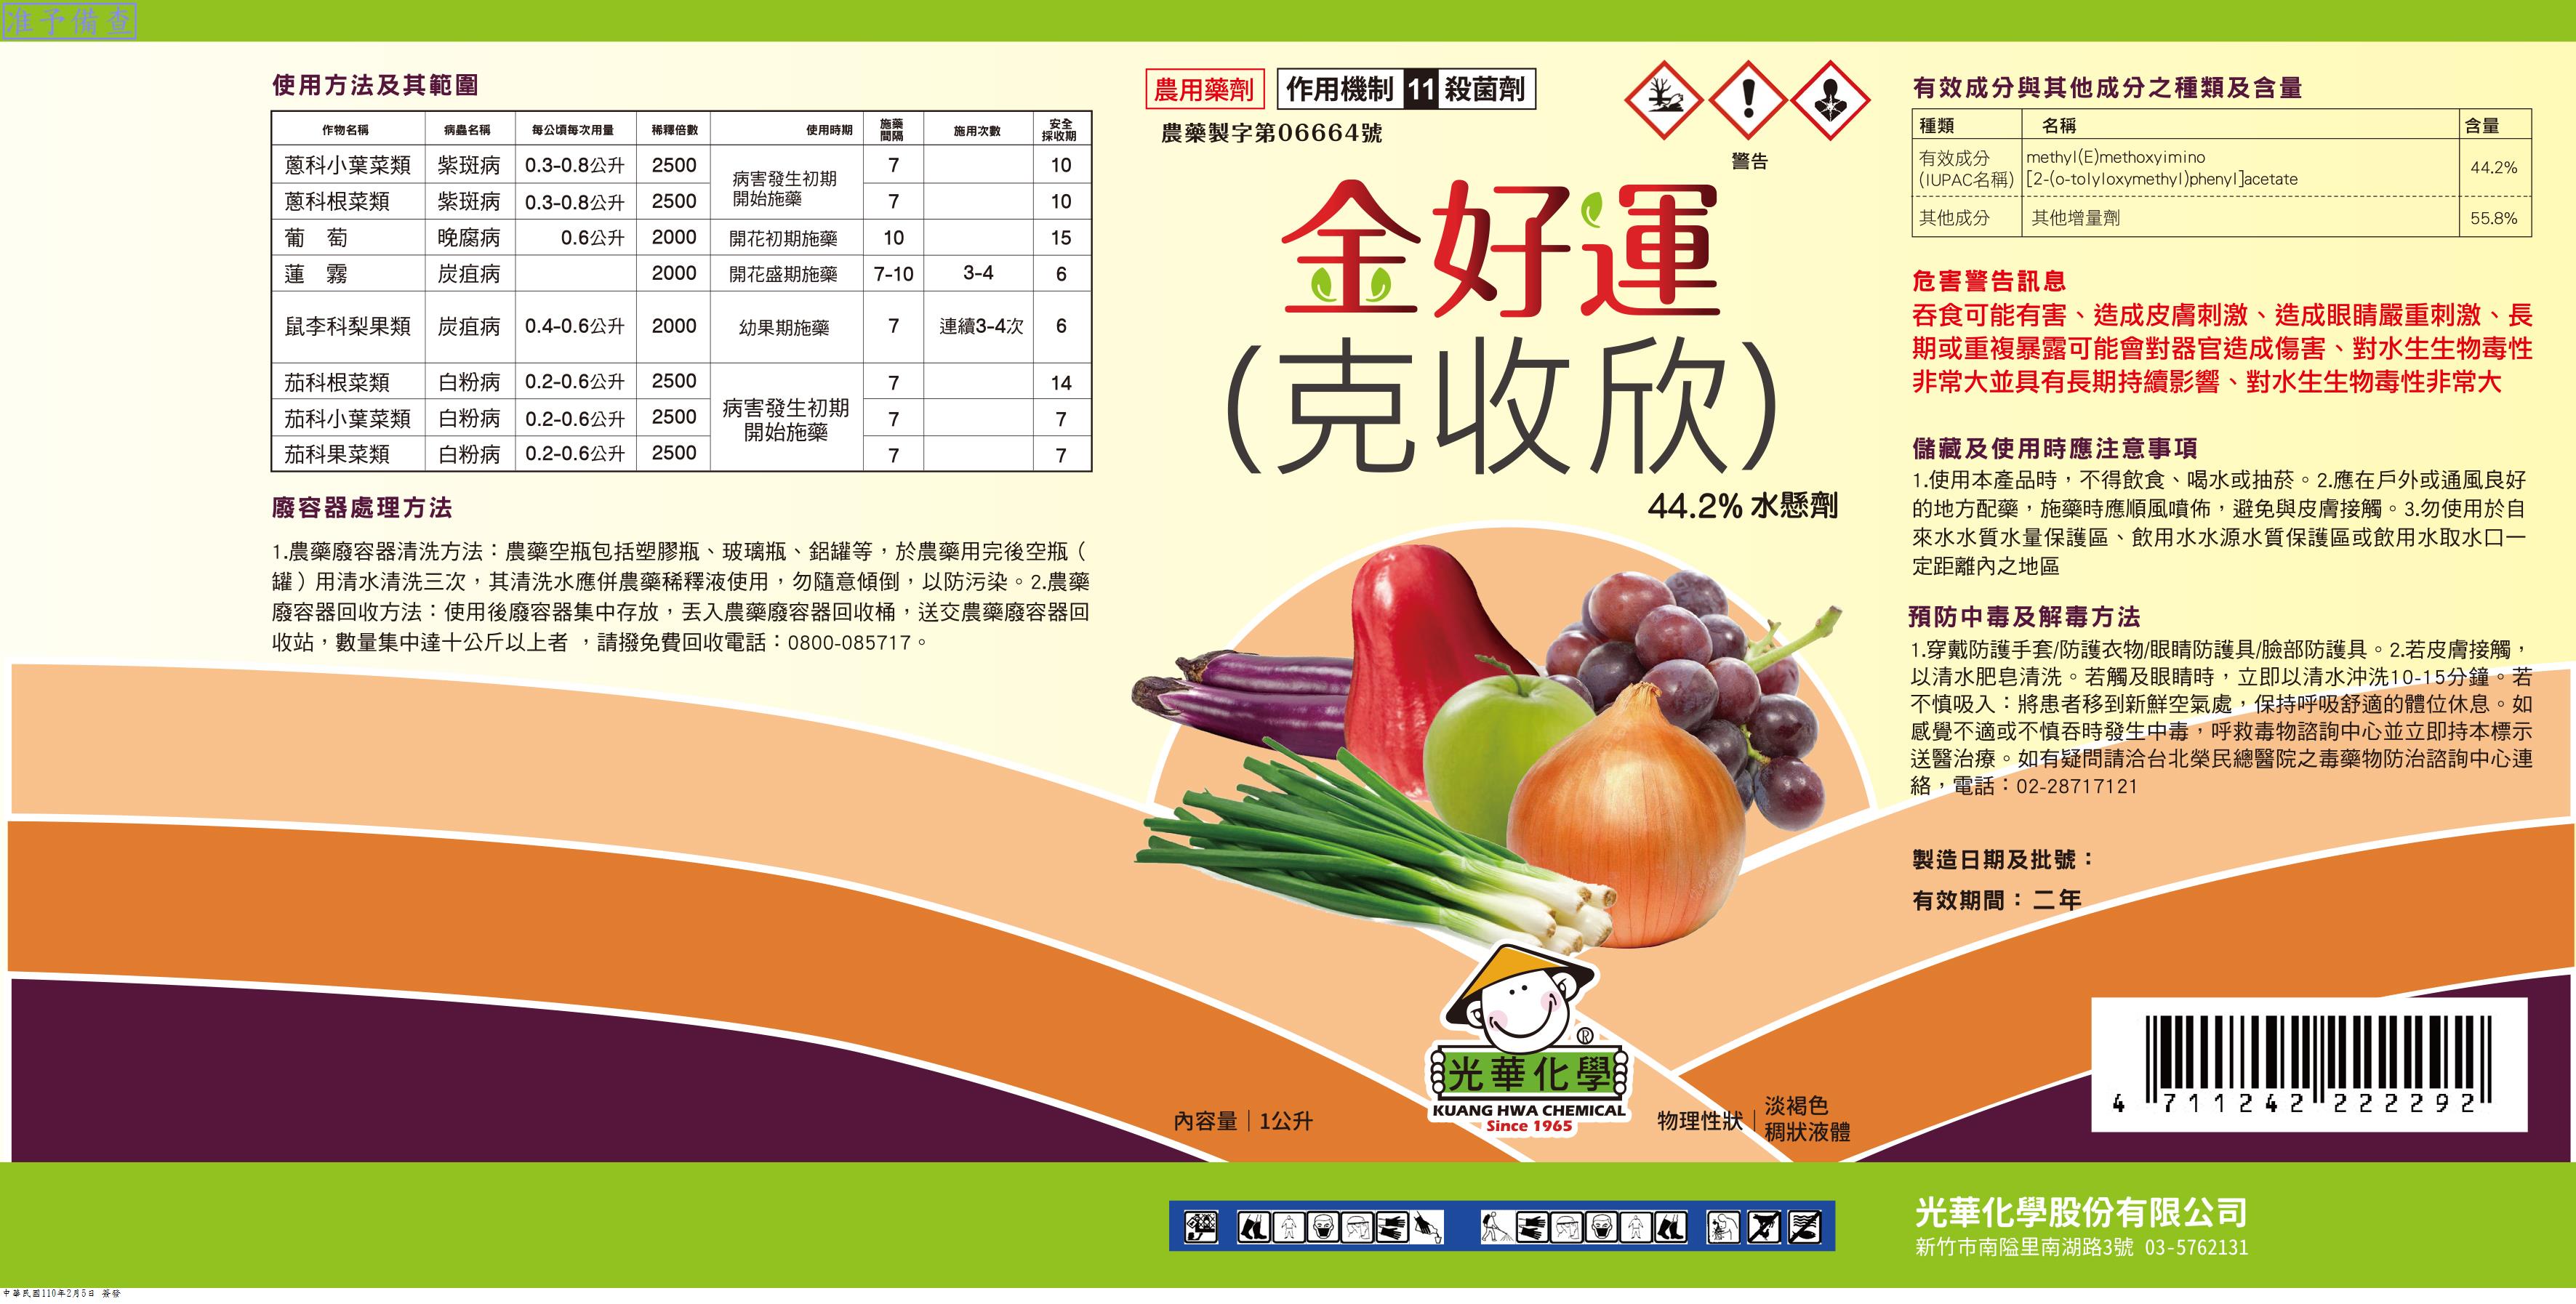 准予備查
使用方法及其範圍
作物名稱 病蟲名稱 每公頃每次用量 稀釋倍數 使用時期 施藥間隔 施用次數 安全採收期
蔥科小葉菜類 紫斑病 0.3-0.8公升 2500 病害發生初期開始施藥 7 10
蔥科根菜類 紫斑病 0.3-0.8公升 2500 7 10
葡 萄 晚腐病 0.6公升 2000 開花初期施藥 10 15
蓮 霧 炭疽病 2000 開花盛期施藥 7-10 3-4 6
鼠李科梨果類 炭疽病 0.4-0.6公升 2000 幼果期施藥 7 連續3-4次 6
茄科根菜類 白粉病 0.2-0.6公升 2500 病害發生初期開始施藥 7 14
茄科小葉菜類 白粉病 0.2-0.6公升 2500 7 7
茄科果菜類 白粉病 0.2-0.6公升 2500 7 7
廢容器處理方法
1.農藥廢容器清洗方法：農藥空瓶包括塑膠瓶、玻璃瓶、鋁罐等，於農藥用完後空瓶（
罐）用清水清洗三次，其清洗水應併農藥稀釋液使用，勿隨意傾倒，以防污染。2.農藥
廢容器回收方法：使用後廢容器集中存放，丟入農藥廢容器回收桶，送交農藥廢容器回
收站，數量集中達十公斤以上者 ，請撥免費回收電話：0800-085717。
農用藥劑 作用機制 11 殺菌劑
農藥製字第06664號
警告
金好運
(克收欣)
44.2% 水懸劑
®
光華化學
KUANG HWA CHEMICAL
Since 1965
內容量 | 1公升
物理性狀 | 淡褐色
稠狀液體
有效成分與其他成分之種類及含量
種類 名稱 含量
有效成分 methyl(E)methoxyimino
(IUPAC名稱) [2-(o-tolyloxymethyl)phenyl]acetate 44.2%
其他成分 其他增量劑 55.8%
危害警告訊息
吞食可能有害、造成皮膚刺激、造成眼睛嚴重刺激、長
期或重複暴露可能會對器官造成傷害、對水生生物毒性
非常大並具有長期持續影響、對水生生物毒性非常大
儲藏及使用時應注意事項
1.使用本產品時，不得飲食、喝水或抽菸。2.應在戶外或通風良好
的地方配藥，施藥時應順風噴佈，避免與皮膚接觸。3.勿使用於自
來水水質水量保護區、飲用水水源水質保護區或飲用水取水口一
定距離內之地區
預防中毒及解毒方法
1.穿戴防護手套/防護衣物/眼睛防護具/臉部防護具。2.若皮膚接觸，
以清水肥皂清洗。若觸及眼睛時，立即以清水沖洗10-15分鐘。若
不慎吸入：將患者移到新鮮空氣處，保持呼吸舒適的體位休息。如
感覺不適或不慎吞時發生中毒，呼救毒物諮詢中心並立即持本標示
送醫治療。如有疑問請洽台北榮民總醫院之毒藥物防治諮詢中心連
絡，電話：02-28717121
製造日期及批號：
有效期間：二年
4 711242 222292
光華化學股份有限公司
新竹市南隘里南湖路3號 03-5762131
中華民國110年2月5日 簽發